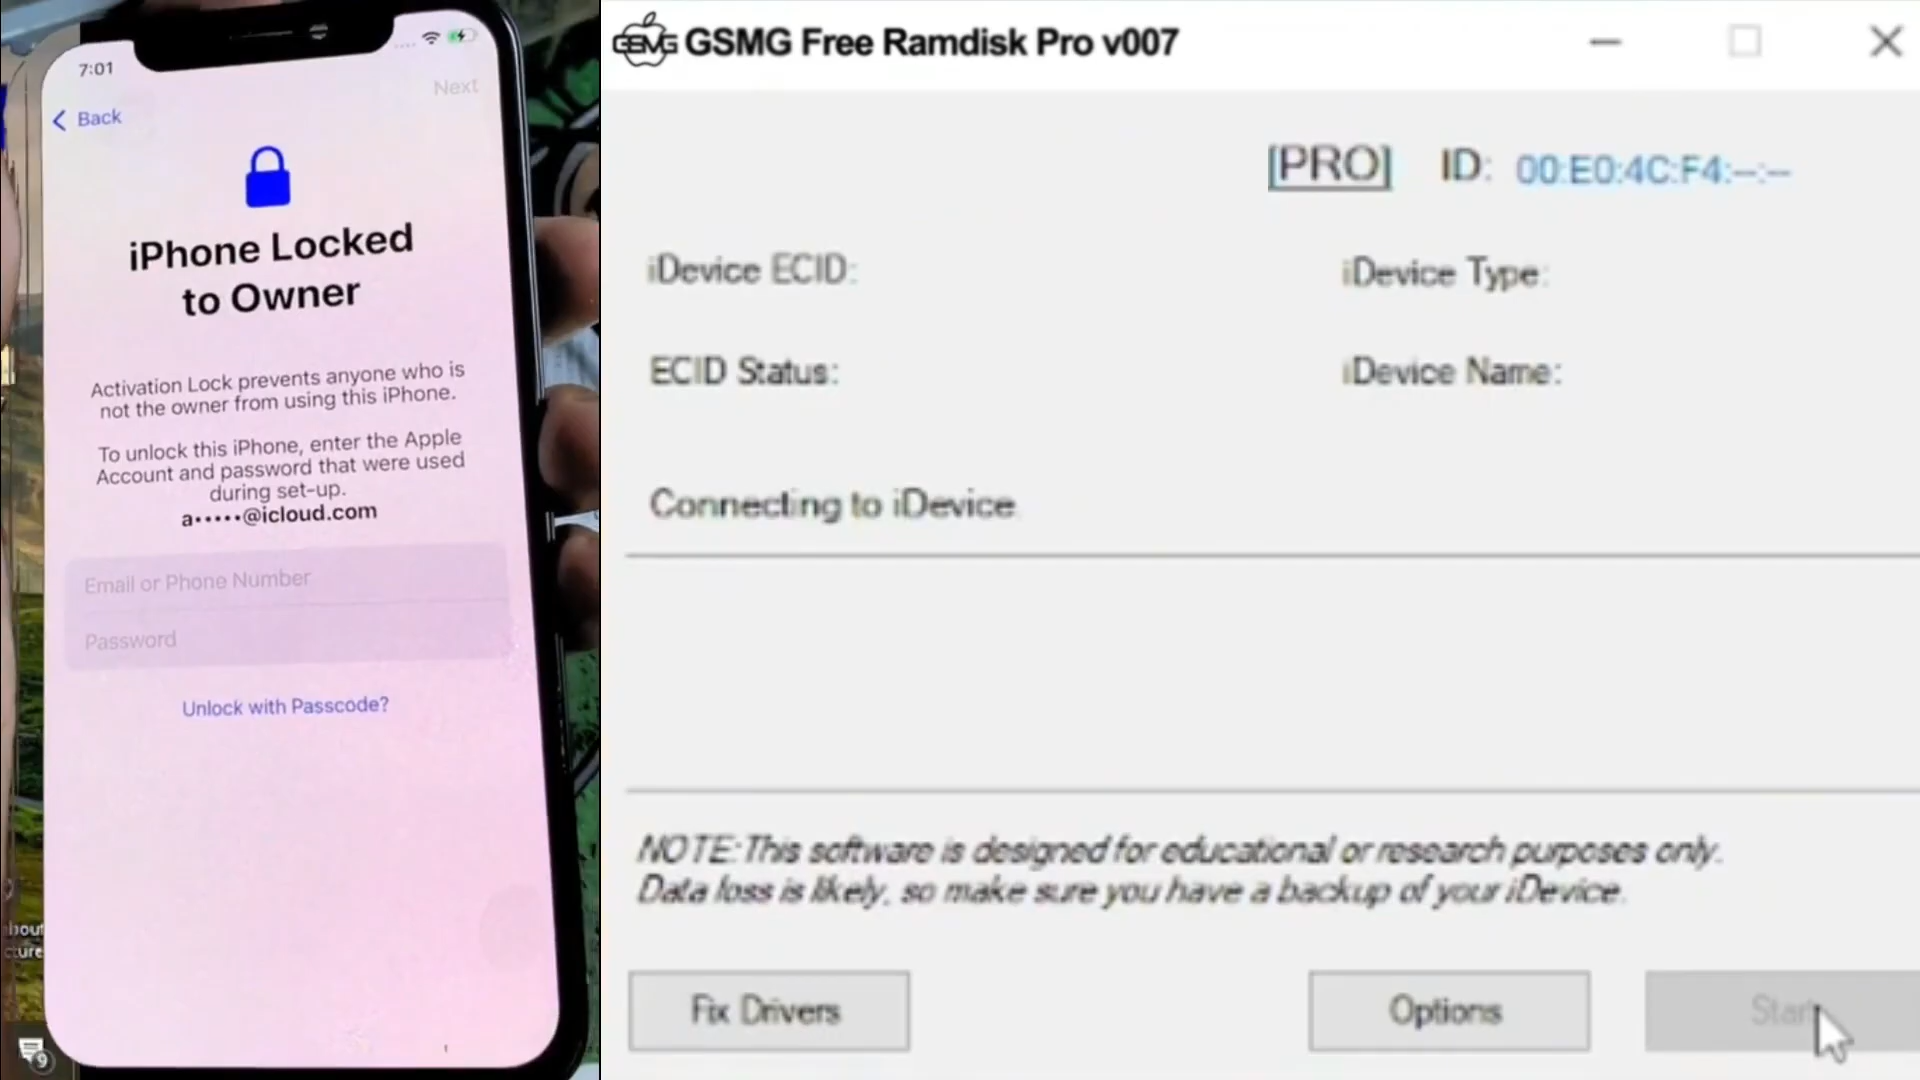 7:01
Next
Back
iPhone Locked
to Owner
Activation Lock prevents anyone who is
not the owner from using this iPhone.
To unlock this iPhone, enter the Apple
Account and password that were used
during set-up.
a•••••@icloud.com
Email or Phone Number
Password
Unlock with Passcode?
9
GSMG GSMG Free Ramdisk Pro v007
[PRO] ID: 00:E0:4C:F4:--:--
iDevice ECID:
iDevice Type:
ECID Status:
iDevice Name:
Connecting to iDevice
NOTE:This software is designed for educational or research purposes only.
Data loss is likely, so make sure you have a backup of your iDevice.
Fix Drivers
Options
Start